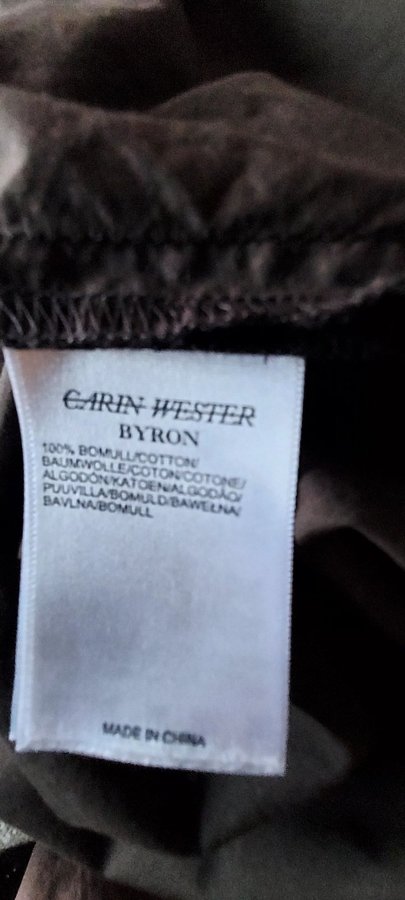 CARIN WESTER
BYRON
100% BOMULL/COTTON/
BAUMWOLLE/COTON/COTONE/
ALGODÓN/KATOEN/ALGODÃO/
PUUVILLA/BOMULD/BAWEŁNA/
BAVLNA/BOMULL
MADE IN CHINA